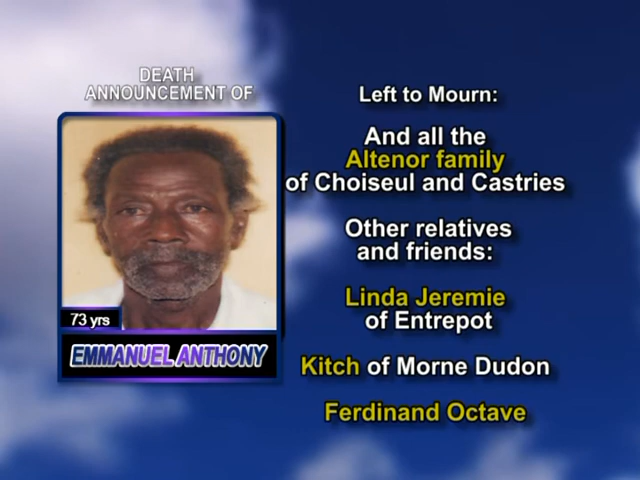 DEATH
ANNOUNCEMENT OF
73 yrs
EMMANUEL ANTHONY
Left to Mourn:
And all the
Altenor family
of Choiseul and Castries
Other relatives
and friends:
Linda Jeremie
of Entrepot
Kitch of Morne Dudon
Ferdinand Octave